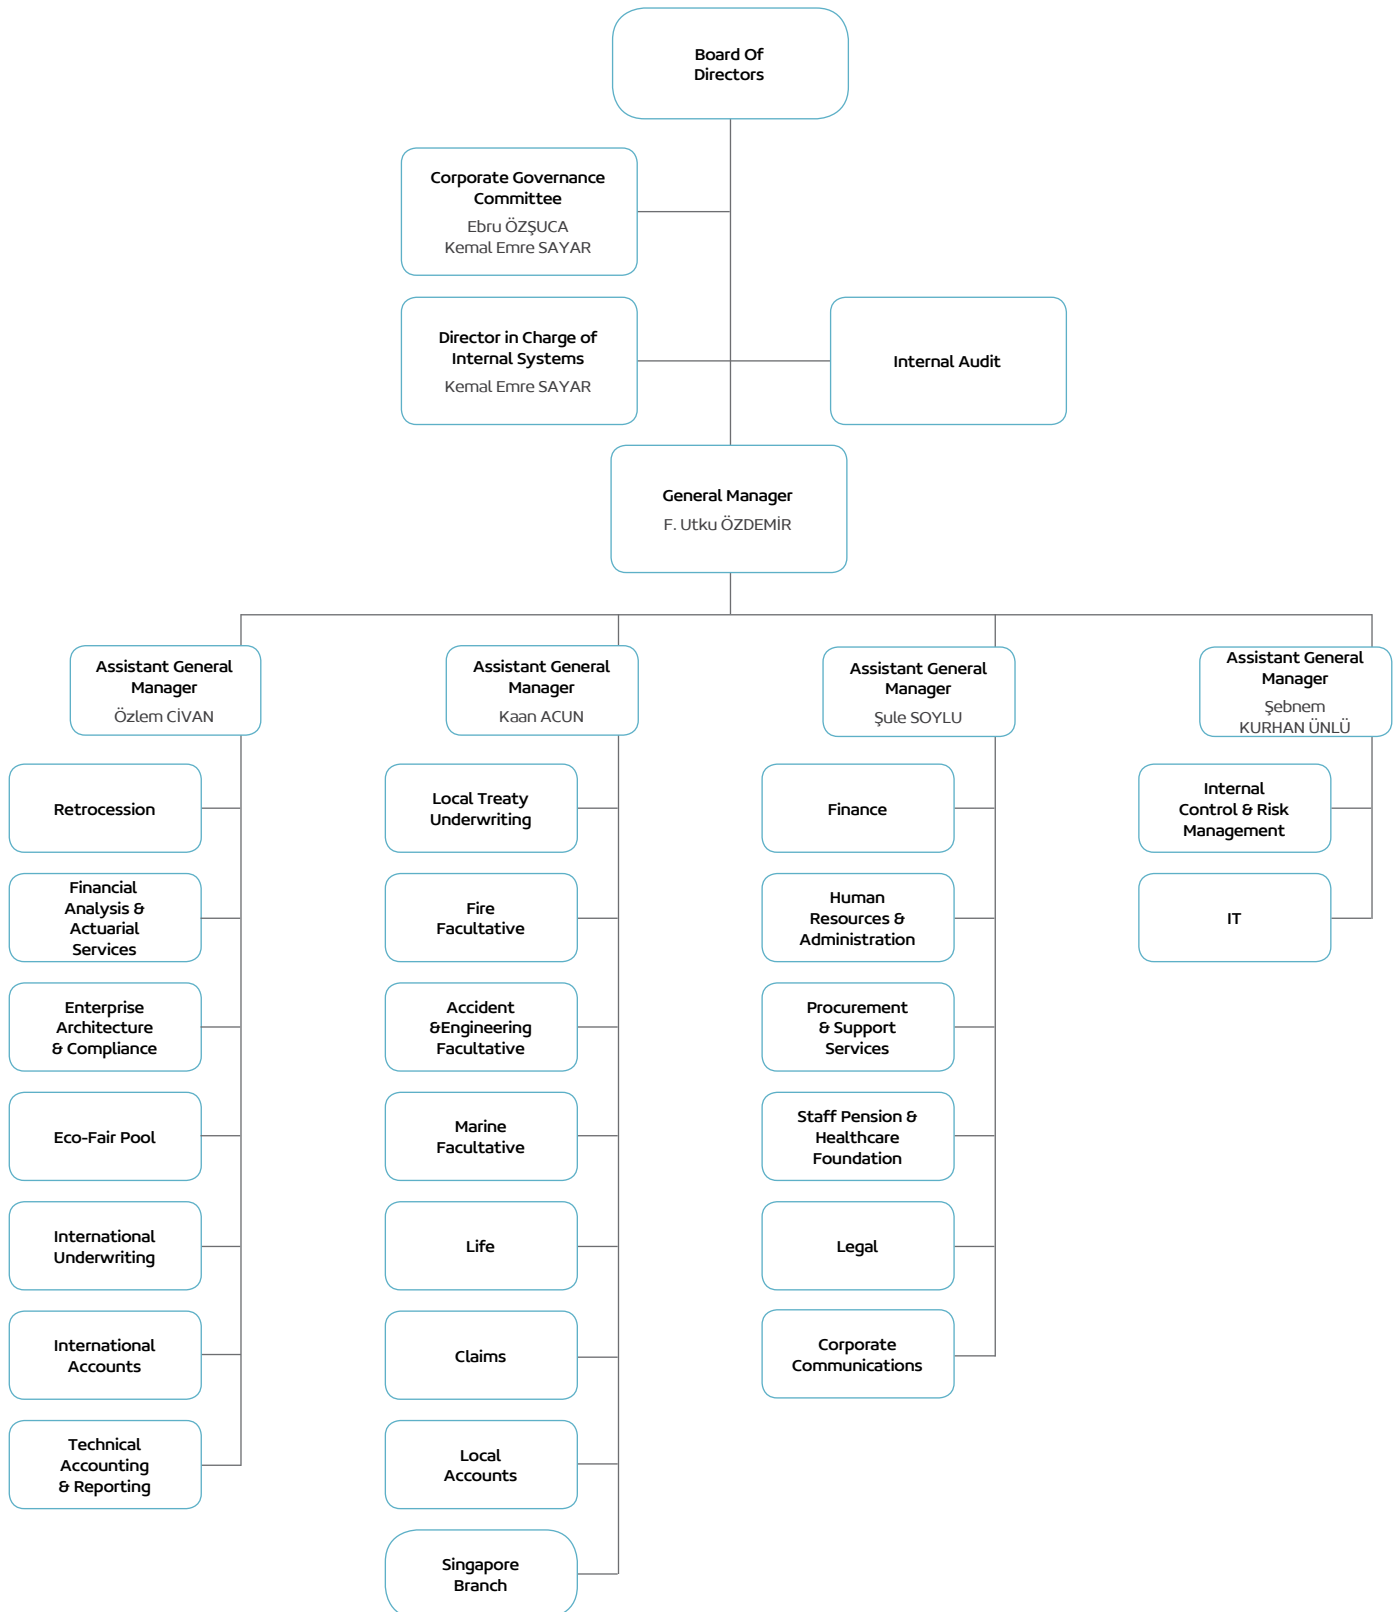 Board Of
Directors
Corporate Governance
Committee
Ebru ÖZŞUCA
Kemal Emre SAYAR
Director in Charge of
Internal Systems
Kemal Emre SAYAR
Internal Audit
General Manager
F. Utku ÖZDEMİR
Assistant General
Manager
Özlem CİVAN
Retrocession
Financial
Analysis &
Actuarial
Services
Enterprise
Architecture
& Compliance
Eco-Fair Pool
International
Underwriting
International
Accounts
Technical
Accounting
& Reporting
Assistant General
Manager
Kaan ACUN
Local Treaty
Underwriting
Fire
Facultative
Accident
&Engineering
Facultative
Marine
Facultative
Life
Claims
Local
Accounts
Singapore
Branch
Assistant General
Manager
Şule SOYLU
Finance
Human
Resources &
Administration
Procurement
& Support
Services
Staff Pension &
Healthcare
Foundation
Legal
Corporate
Communications
Assistant General
Manager
Şebnem
KURHAN ÜNLÜ
Internal
Control & Risk
Management
IT